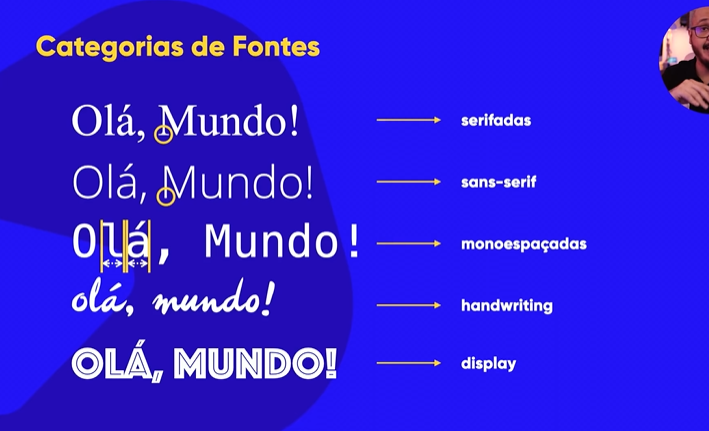 Categorias de Fontes
Olá, Mundo! serifadas
Olá, Mundo! sans-serif
Olá, Mundo! monoespaçadas
olá, mundo! handwriting
OLÁ, MUNDO! display